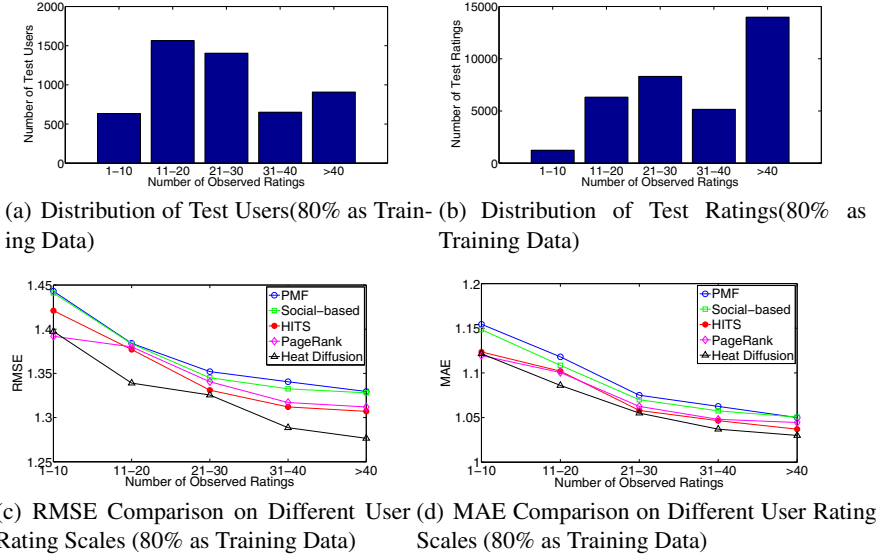 2000
1500
1000
500
0
Number of Test Users
1−10 11−20 21−30 31−40 >40
Number of Observed Ratings
15000
10000
5000
0
Number of Test Ratings
1−10 11−20 21−30 31−40 >40
Number of Observed Ratings
(a) Distribution of Test Users(80% as Train-
ing Data)
(b) Distribution of Test Ratings(80% as
Training Data)
1.45
1.4
1.35
1.3
1.25
RMSE
PMF
Social−based
HITS
PageRank
Heat Diffusion
1−10 11−20 21−30 31−40 >40
Number of Observed Ratings
1.2
1.15
1.1
1.05
1
MAE
PMF
Social−based
HITS
PageRank
Heat Diffusion
1−10 11−20 21−30 31−40 >40
Number of Observed Ratings
(c) RMSE Comparison on Different User
Rating Scales (80% as Training Data)
(d) MAE Comparison on Different User Rating
Scales (80% as Training Data)